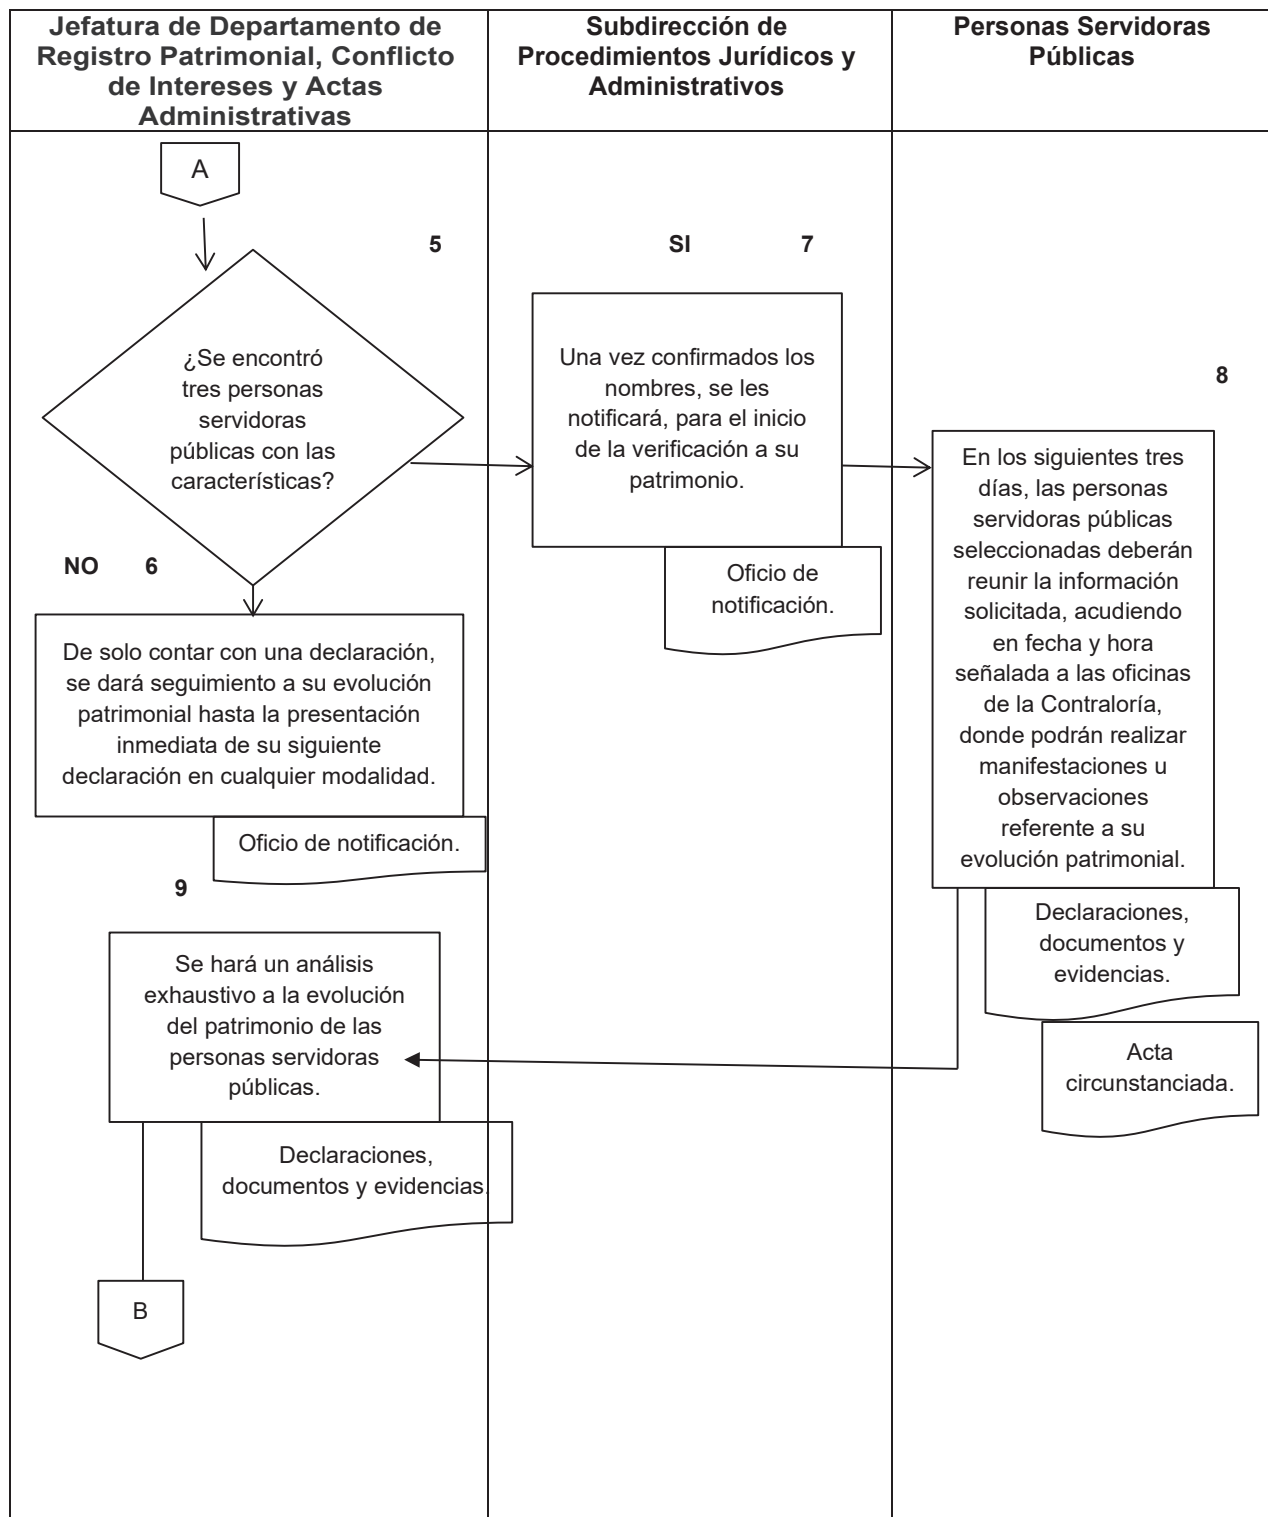 Jefatura de Departamento de
Registro Patrimonial, Conflicto
de Intereses y Actas
Administrativas
Subdirección de
Procedimientos Jurídicos y
Administrativos
Personas Servidoras
Públicas
A
5
¿Se encontró
tres personas
servidoras
públicas con las
características?
SI 7
Una vez confirmados los
nombres, se les
notificará, para el inicio
de la verificación a su
patrimonio.
Oficio de
notificación.
8
En los siguientes tres
días, las personas
servidoras públicas
seleccionadas deberán
reunir la información
solicitada, acudiendo
en fecha y hora
señalada a las oficinas
de la Contraloría,
donde podrán realizar
manifestaciones u
observaciones
referente a su
evolución patrimonial.
Declaraciones,
documentos y
evidencias.
Acta
circunstanciada.
NO 6
De solo contar con una declaración,
se dará seguimiento a su evolución
patrimonial hasta la presentación
inmediata de su siguiente
declaración en cualquier modalidad.
Oficio de notificación.
9
Se hará un análisis
exhaustivo a la evolución
del patrimonio de las
personas servidoras
públicas.
Declaraciones,
documentos y evidencias.
B